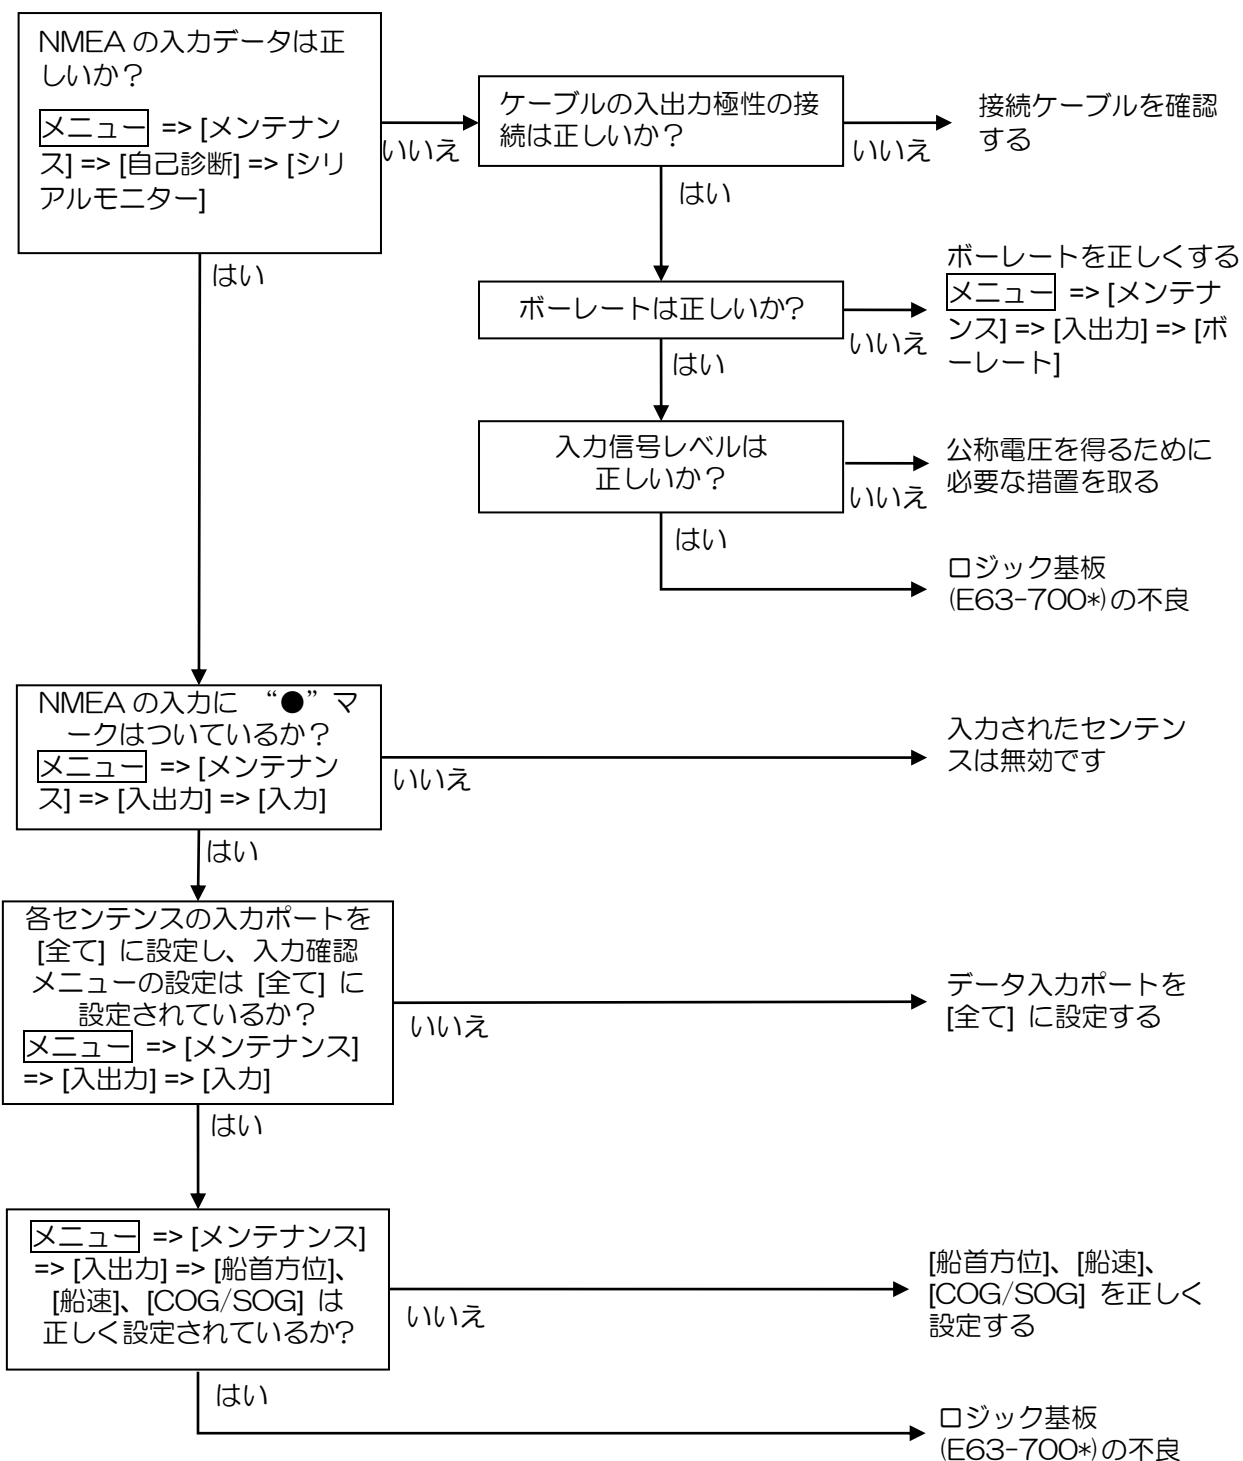 NMEA の入力データは正
しいか？
メニュー => [メンテナン
ス] => [自己診断] => [シリ
アルモニター]
いいえ
ケーブルの入出力極性の接
続は正しいか？
いいえ
接続ケーブルを確認
する
はい
はい
ボーレートは正しいか?
いいえ
ボーレートを正しくする
メニュー => [メンテナ
ンス] => [入出力] => [ボ
ーレート]
はい
入力信号レベルは
正しいか？
いいえ
公称電圧を得るために
必要な措置を取る
はい
ロジック基板
(E63-700*)の不良
NMEA の入力に “●”マ
ークはついているか？
メニュー => [メンテナン
ス] => [入出力] => [入力]
いいえ
入力されたセンテン
スは無効です
はい
各センテンスの入力ポートを
[全て] に設定し、入力確認
メニューの設定は [全て] に
設定されているか？
メニュー => [メンテナンス]
=> [入出力] => [入力]
いいえ
データ入力ポートを
[全て] に設定する
はい
メニュー => [メンテナンス]
=> [入出力] => [船首方位]、
[船速]、[COG/SOG] は
正しく設定されているか?
いいえ
[船首方位]、[船速]、
[COG/SOG] を正しく
設定する
はい
ロジック基板
(E63-700*)の不良